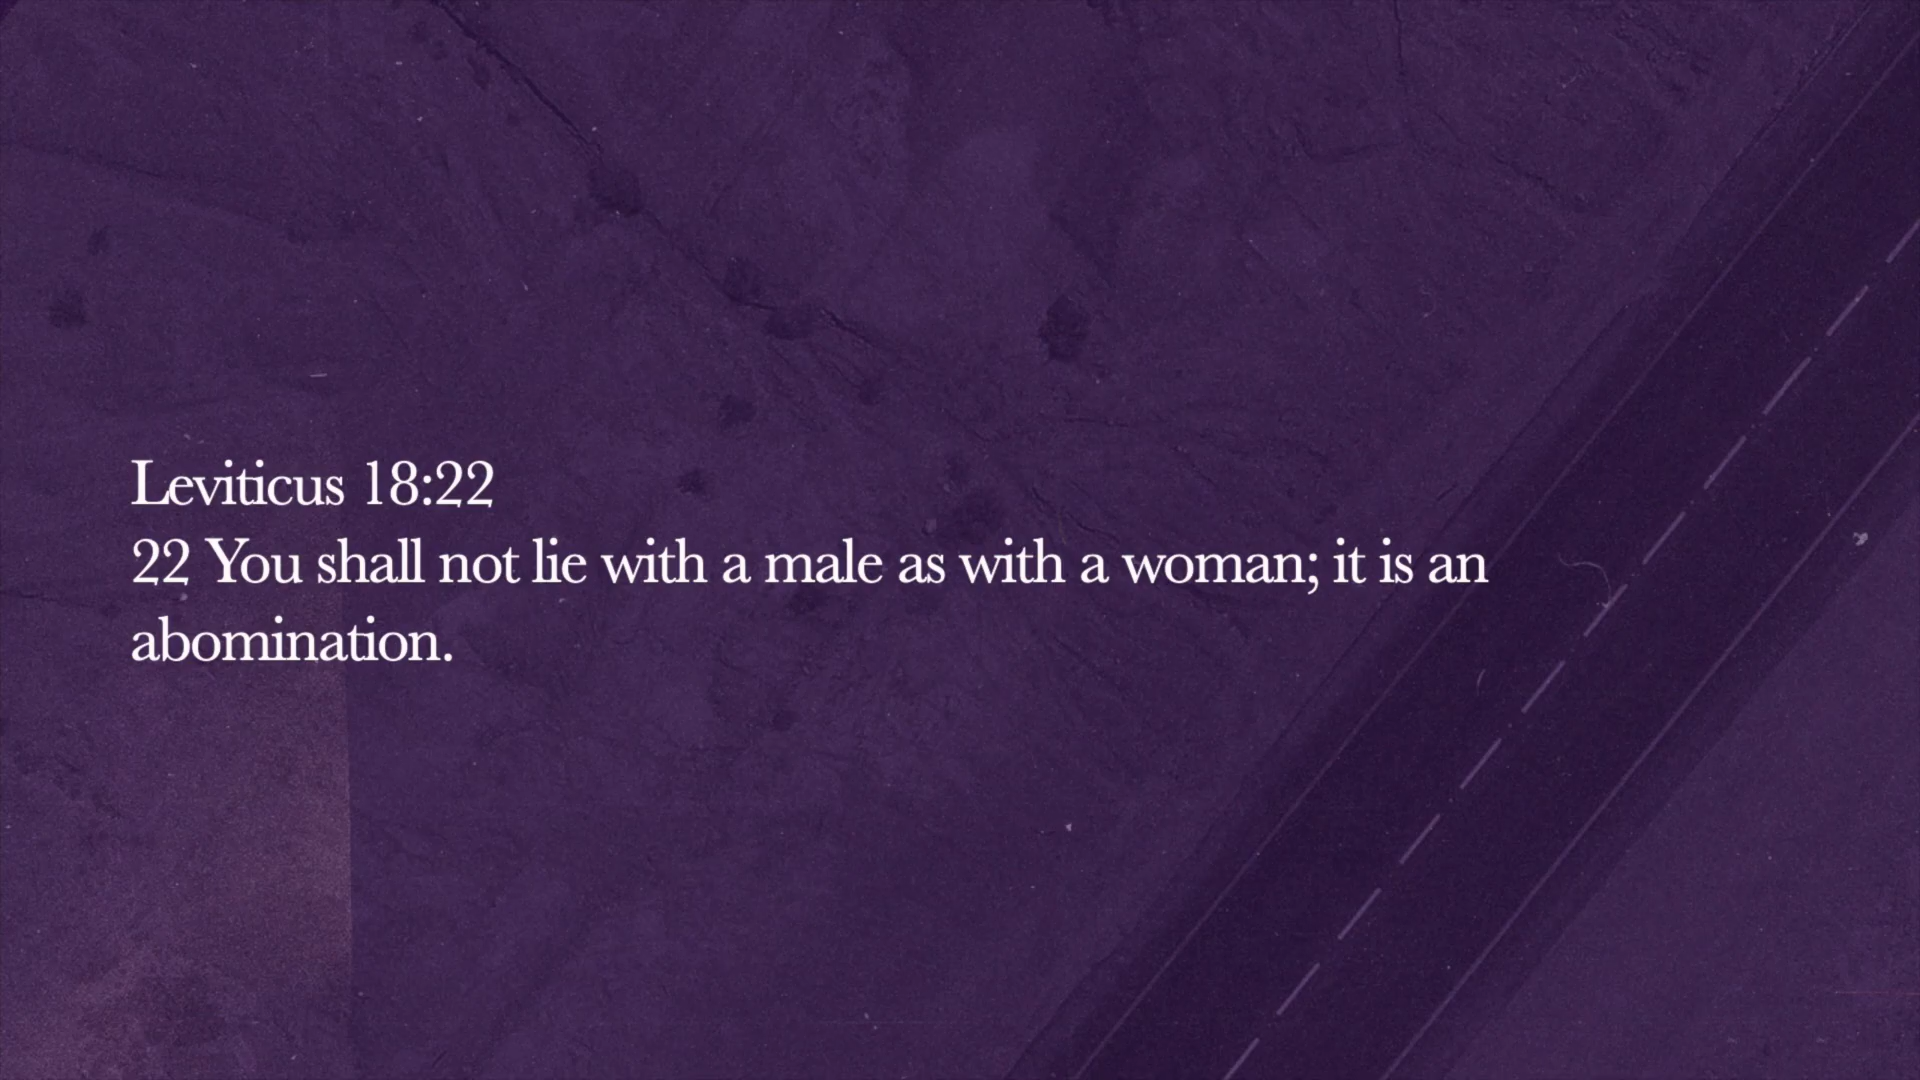 Leviticus 18:22
22 You shall not lie with a male as with a woman; it is an
abomination.